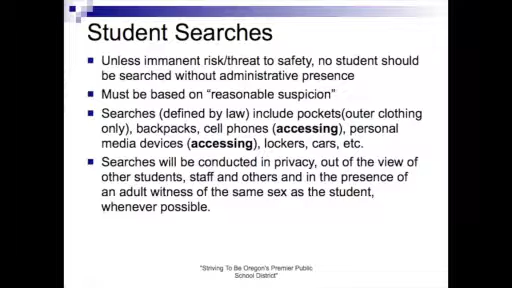 Student Searches
Unless immanent risk/threat to safety, no student should
be searched without administrative presence
Must be based on “reasonable suspicion”
Searches (defined by law) include pockets(outer clothing
only), backpacks, cell phones (accessing), personal
media devices (accessing), lockers, cars, etc.
Searches will be conducted in privacy, out of the view of
other students, staff and others and in the presence of
an adult witness of the same sex as the student,
whenever possible.
"Striving To Be Oregon's Premier Public
School District"